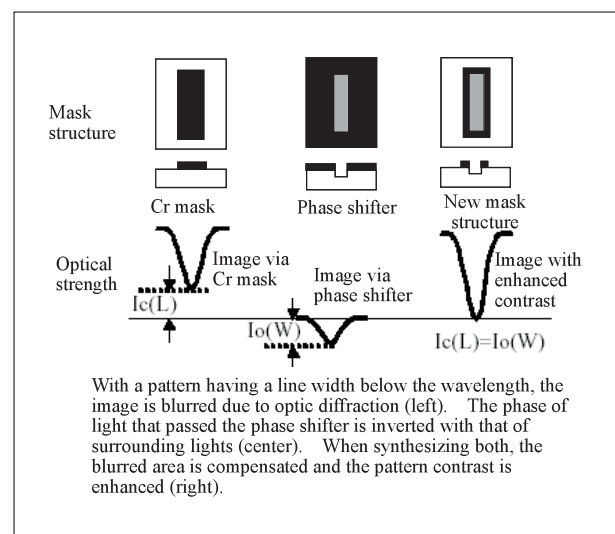 Mask
structure
Cr mask
Phase shifter
New mask
structure
Optical
strength
Image via
Cr mask
Image via
phase shifter
Image with
enhanced
contrast
Ic(L)
Io(W)
Ic(L)=Io(W)
With a pattern having a line width below the wavelength, the
image is blurred due to optic diffraction (left). The phase of
light that passed the phase shifter is inverted with that of
surrounding lights (center). When synthesizing both, the
blurred area is compensated and the pattern contrast is
enhanced (right).